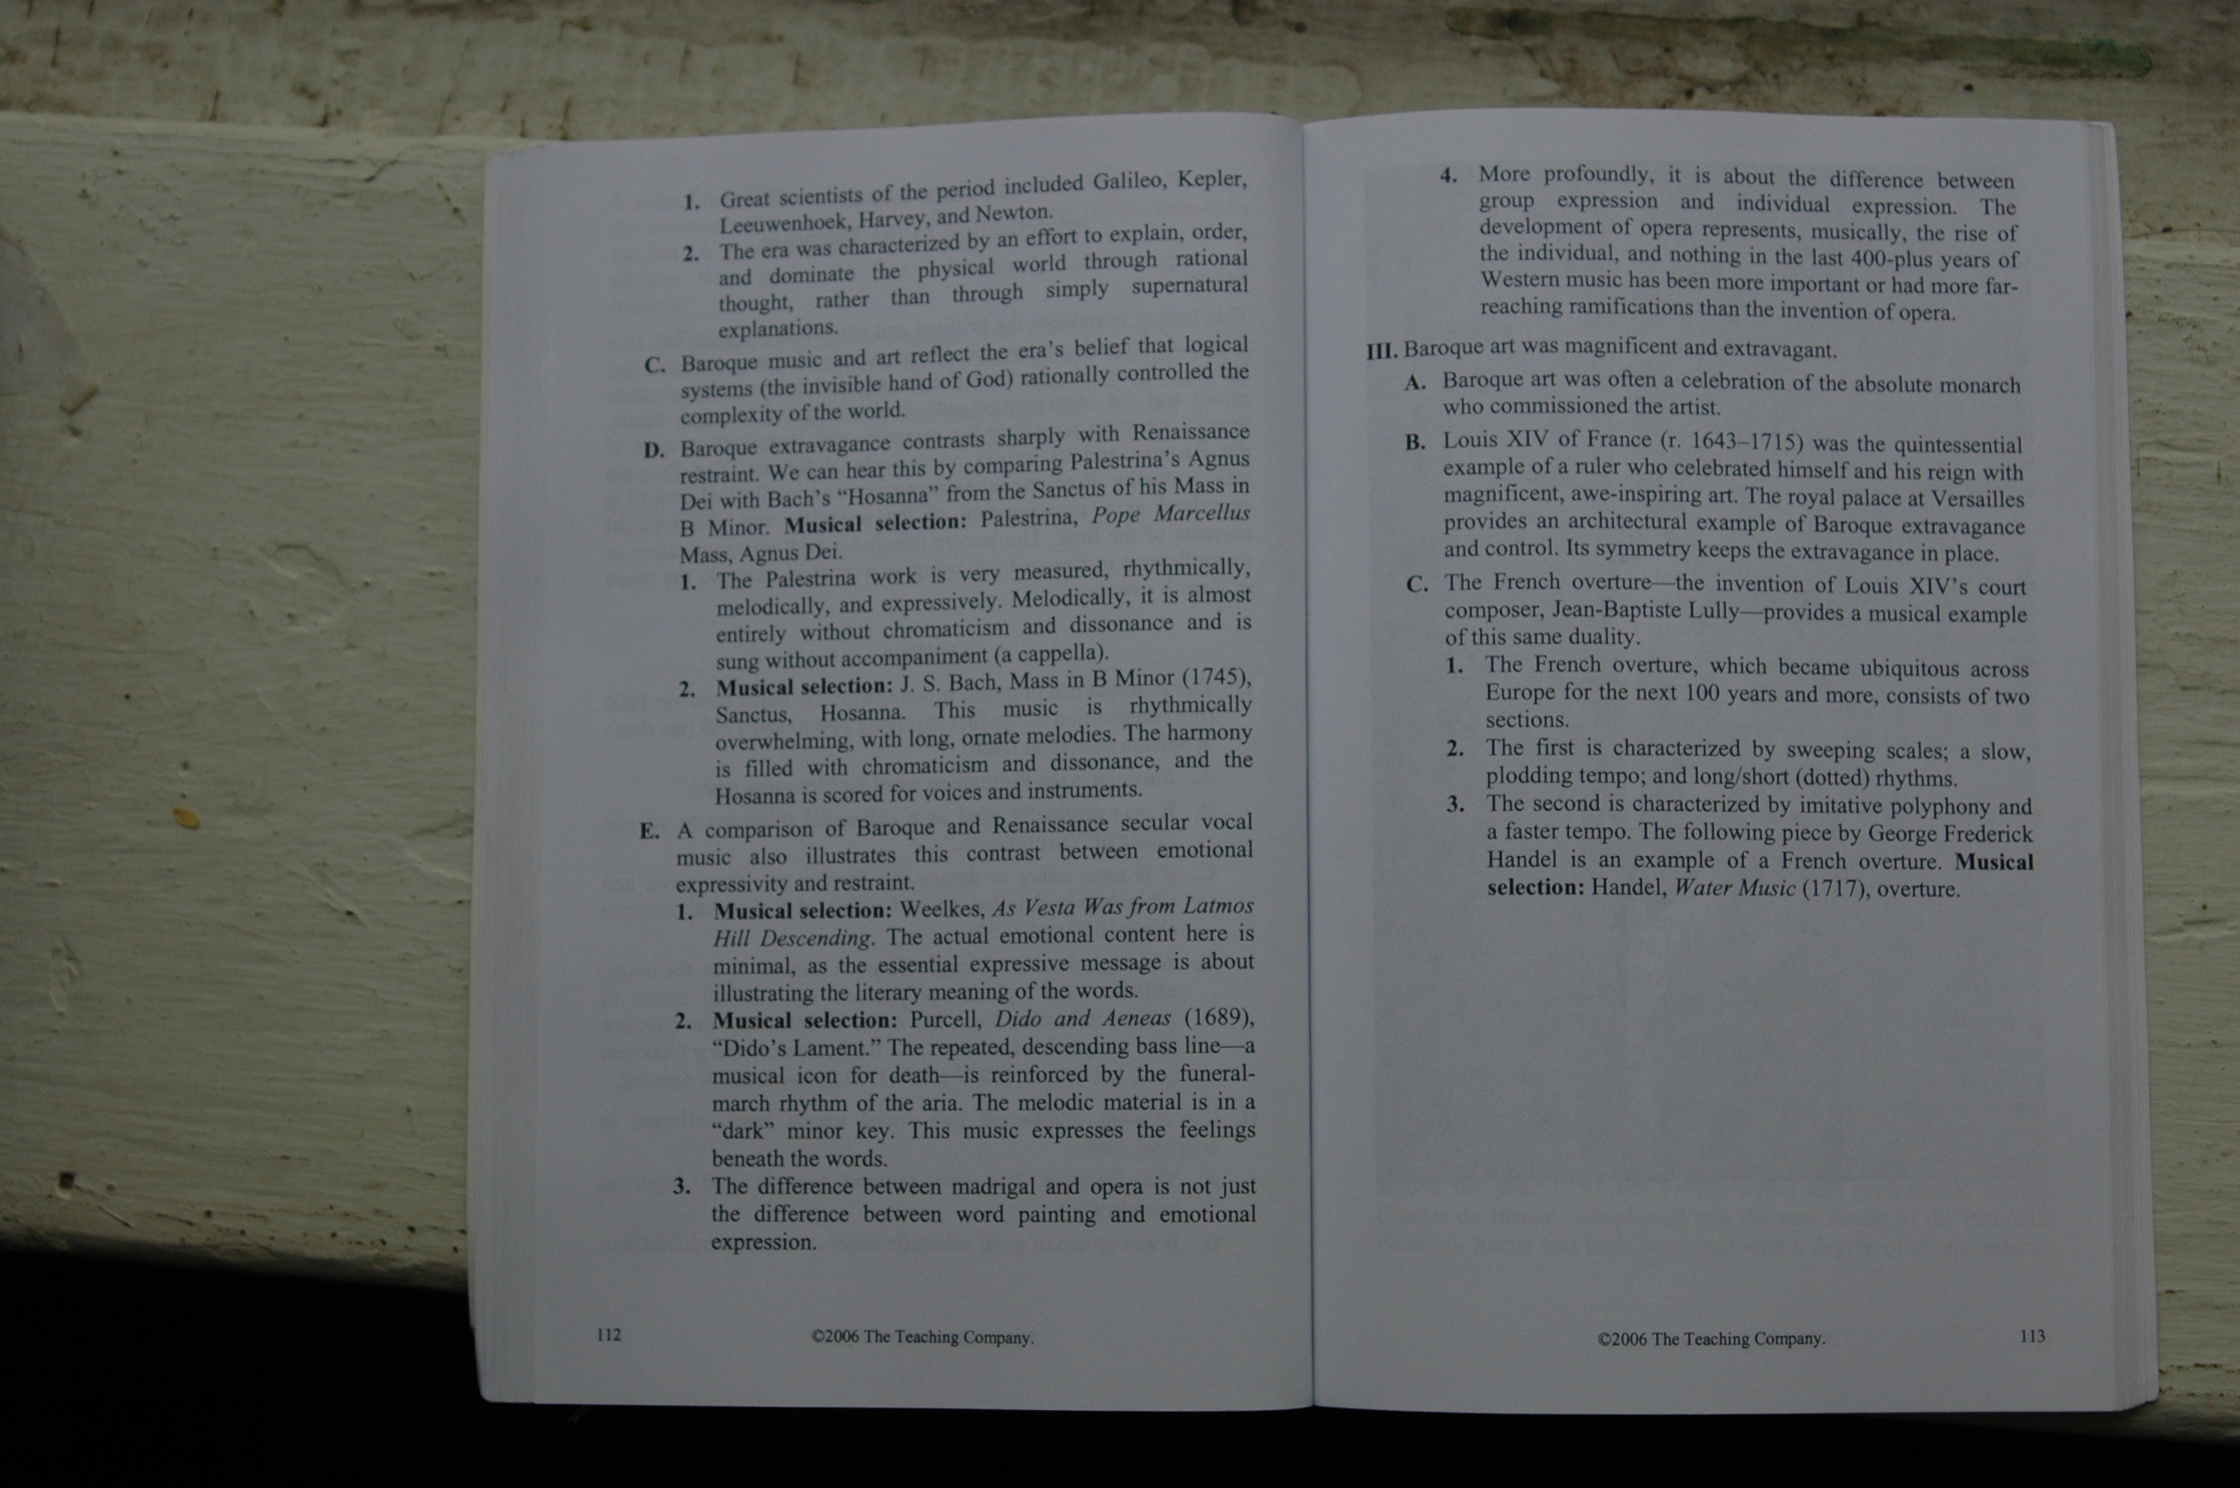 1. Great scientists of the period included Galileo, Kepler,
Leeuwenhoek, Harvey, and Newton.
2. The era was characterized by an effort to explain, order,
and dominate the physical world through rational
thought, rather than through simply supernatural
explanations.
C. Baroque music and art reflect the era's belief that logical
systems (the invisible hand of God) rationally controlled the
complexity of the world.
D. Baroque extravagance contrasts sharply with Renaissance
restraint. We can hear this by comparing Palestrina's Agnus
Dei with Bach's "Hosanna" from the Sanctus of his Mass in
B Minor. Musical selection: Palestrina, Pope Marcellus
Mass, Agnus Dei.
1. The Palestrina work is very measured, rhythmically,
melodically, and expressively. Melodically, it is almost
entirely without chromaticism and dissonance and is
sung without accompaniment (a cappella).
2. Musical selection: J. S. Bach, Mass in B Minor (1745),
Sanctus, Hosanna. This music is rhythmically
overwhelming, with long, ornate melodies. The harmony
is filled with chromaticism and dissonance, and the
Hosanna is scored for voices and instruments.
E. A comparison of Baroque and Renaissance secular vocal
music also illustrates this contrast between emotional
expressivity and restraint.
1. Musical selection: Weelkes, As Vesta Was from Latmos
Hill Descending. The actual emotional content here is
minimal, as the essential expressive message is about
illustrating the literary meaning of the words.
2. Musical selection: Purcell, Dido and Aeneas (1689),
"Dido's Lament." The repeated, descending bass line—a
musical icon for death—is reinforced by the funeral-
march rhythm of the aria. The melodic material is in a
"dark" minor key. This music expresses the feelings
beneath the words.
3. The difference between madrigal and opera is not just
the difference between word painting and emotional
expression.
112 ©2006 The Teaching Company.
4. More profoundly, it is about the difference between
group expression and individual expression. The
development of opera represents, musically, the rise of
the individual, and nothing in the last 400-plus years of
Western music has been more important or had more far-
reaching ramifications than the invention of opera.
III. Baroque art was magnificent and extravagant.
A. Baroque art was often a celebration of the absolute monarch
who commissioned the artist.
B. Louis XIV of France (r. 1643–1715) was the quintessential
example of a ruler who celebrated himself and his reign with
magnificent, awe-inspiring art. The royal palace at Versailles
provides an architectural example of Baroque extravagance
and control. Its symmetry keeps the extravagance in place.
C. The French overture—the invention of Louis XIV's court
composer, Jean-Baptiste Lully—provides a musical example
of this same duality.
1. The French overture, which became ubiquitous across
Europe for the next 100 years and more, consists of two
sections.
2. The first is characterized by sweeping scales; a slow,
plodding tempo; and long/short (dotted) rhythms.
3. The second is characterized by imitative polyphony and
a faster tempo. The following piece by George Frederick
Handel is an example of a French overture. Musical
selection: Handel, Water Music (1717), overture.
©2006 The Teaching Company. 113